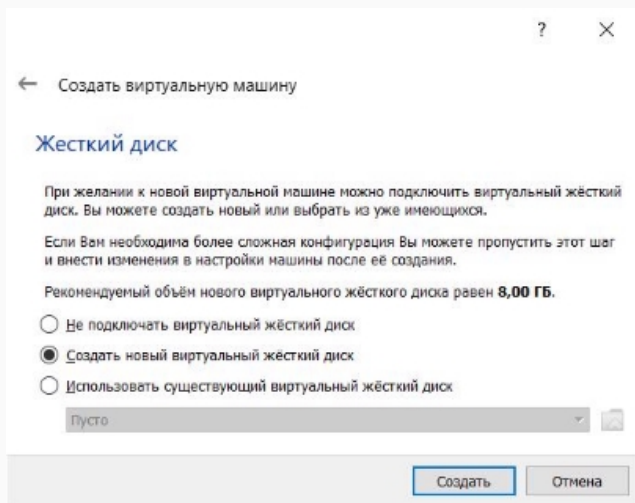 ?
Создать виртуальную машину
Жесткий диск
При желании к новой виртуальной машине можно подключить виртуальный жёсткий
диск. Вы можете создать новый или выбрать из уже имеющихся.
Если Вам необходима более сложная конфигурация Вы можете пропустить этот шаг
и внести изменения в настройки машины после её создания.
Рекомендуемый объём нового виртуального жёсткого диска равен 8,00 ГБ.
Не подключать виртуальный жёсткий диск
Создать новый виртуальный жёсткий диск
Использовать существующий виртуальный жёсткий диск
Пусто
Создать Отмена